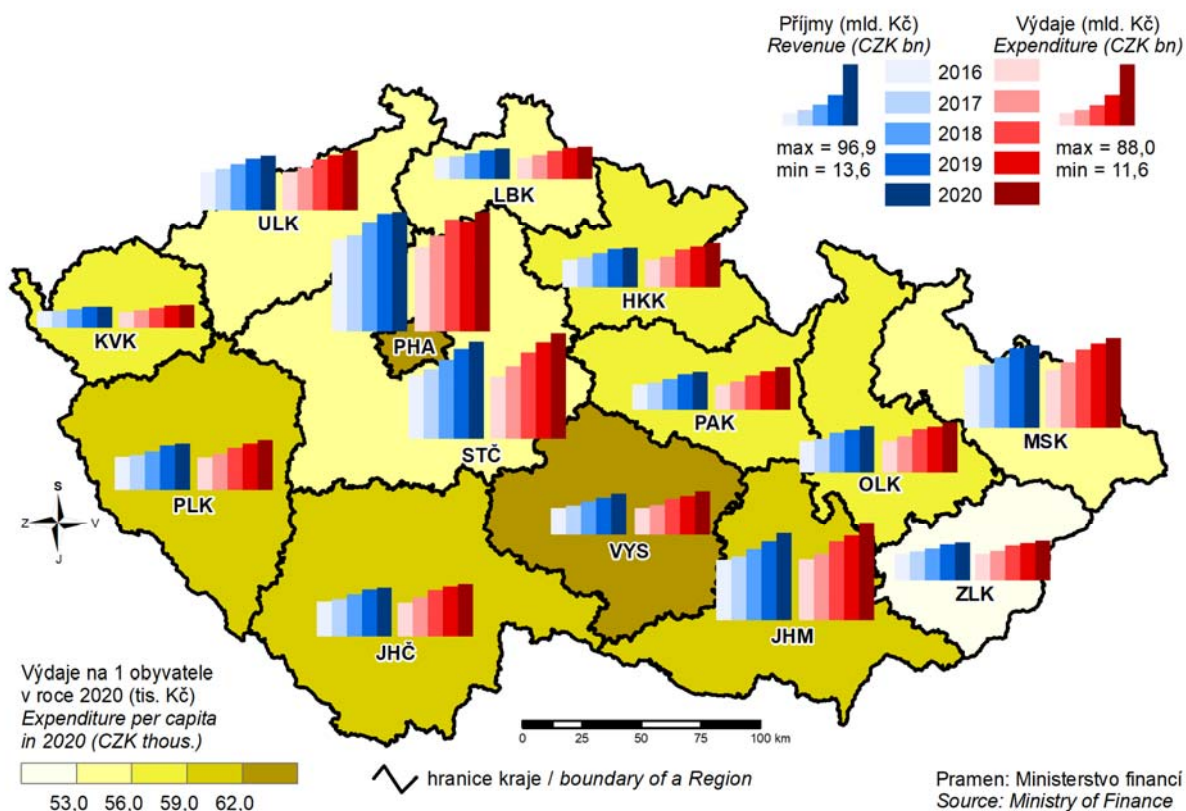 Příjmy (mld. Kč)
Revenue (CZK bn)
Výdaje (mld. Kč)
Expenditure (CZK bn)
2016
2017
2018
2019
2020
max = 96,9
min = 13,6
max = 88,0
min = 11,6
ULK
LBK
HKK
KVK
PHA
PAK
STČ
MSK
OLK
PLK
VYS
ZLK
JHM
JHČ
S
Z V
J
Výdaje na 1 obyvatele
v roce 2020 (tis. Kč)
Expenditure per capita
in 2020 (CZK thous.)
53.0 56.0 59.0 62.0
0 50 100 km
hranice kraje / boundary of a Region
Pramen: Ministerstvo financí
Source: Ministry of Finance